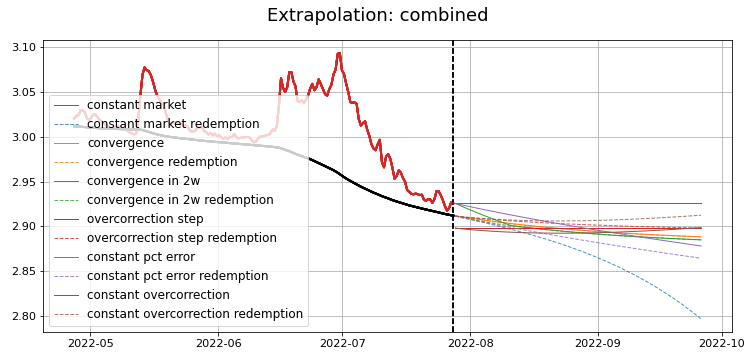 Extrapolation: combined
3.10
3.05
3.00
2.95
2.90
2.85
2.80
constant market
constant market redemption
convergence
convergence redemption
convergence in 2w
convergence in 2w redemption
overcorrection step
overcorrection step redemption
constant pct error
constant pct error redemption
constant overcorrection
constant overcorrection redemption
2022-05 2022-06 2022-07 2022-08 2022-09 2022-10